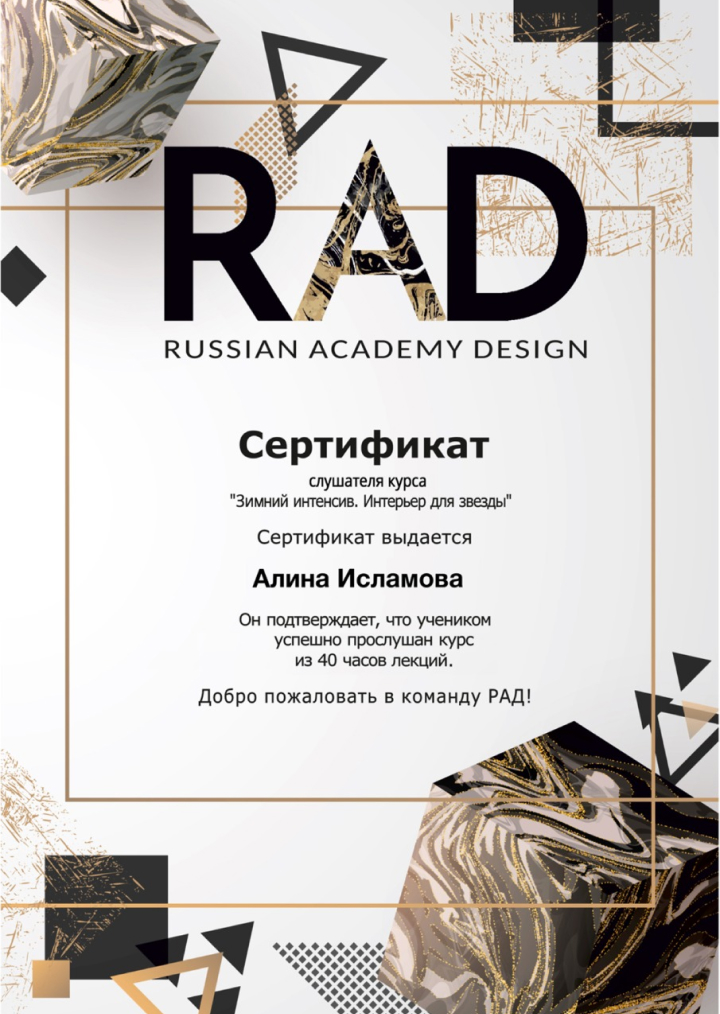 RAD
RUSSIAN ACADEMY DESIGN
Сертификат
слушателя курса
"Зимний интенсив. Интерьер для звезды"
Сертификат выдается
Алина Исламова
Он подтверждает, что учеником
успешно прослушан курс
из 40 часов лекций.
Добро пожаловать в команду РАД!